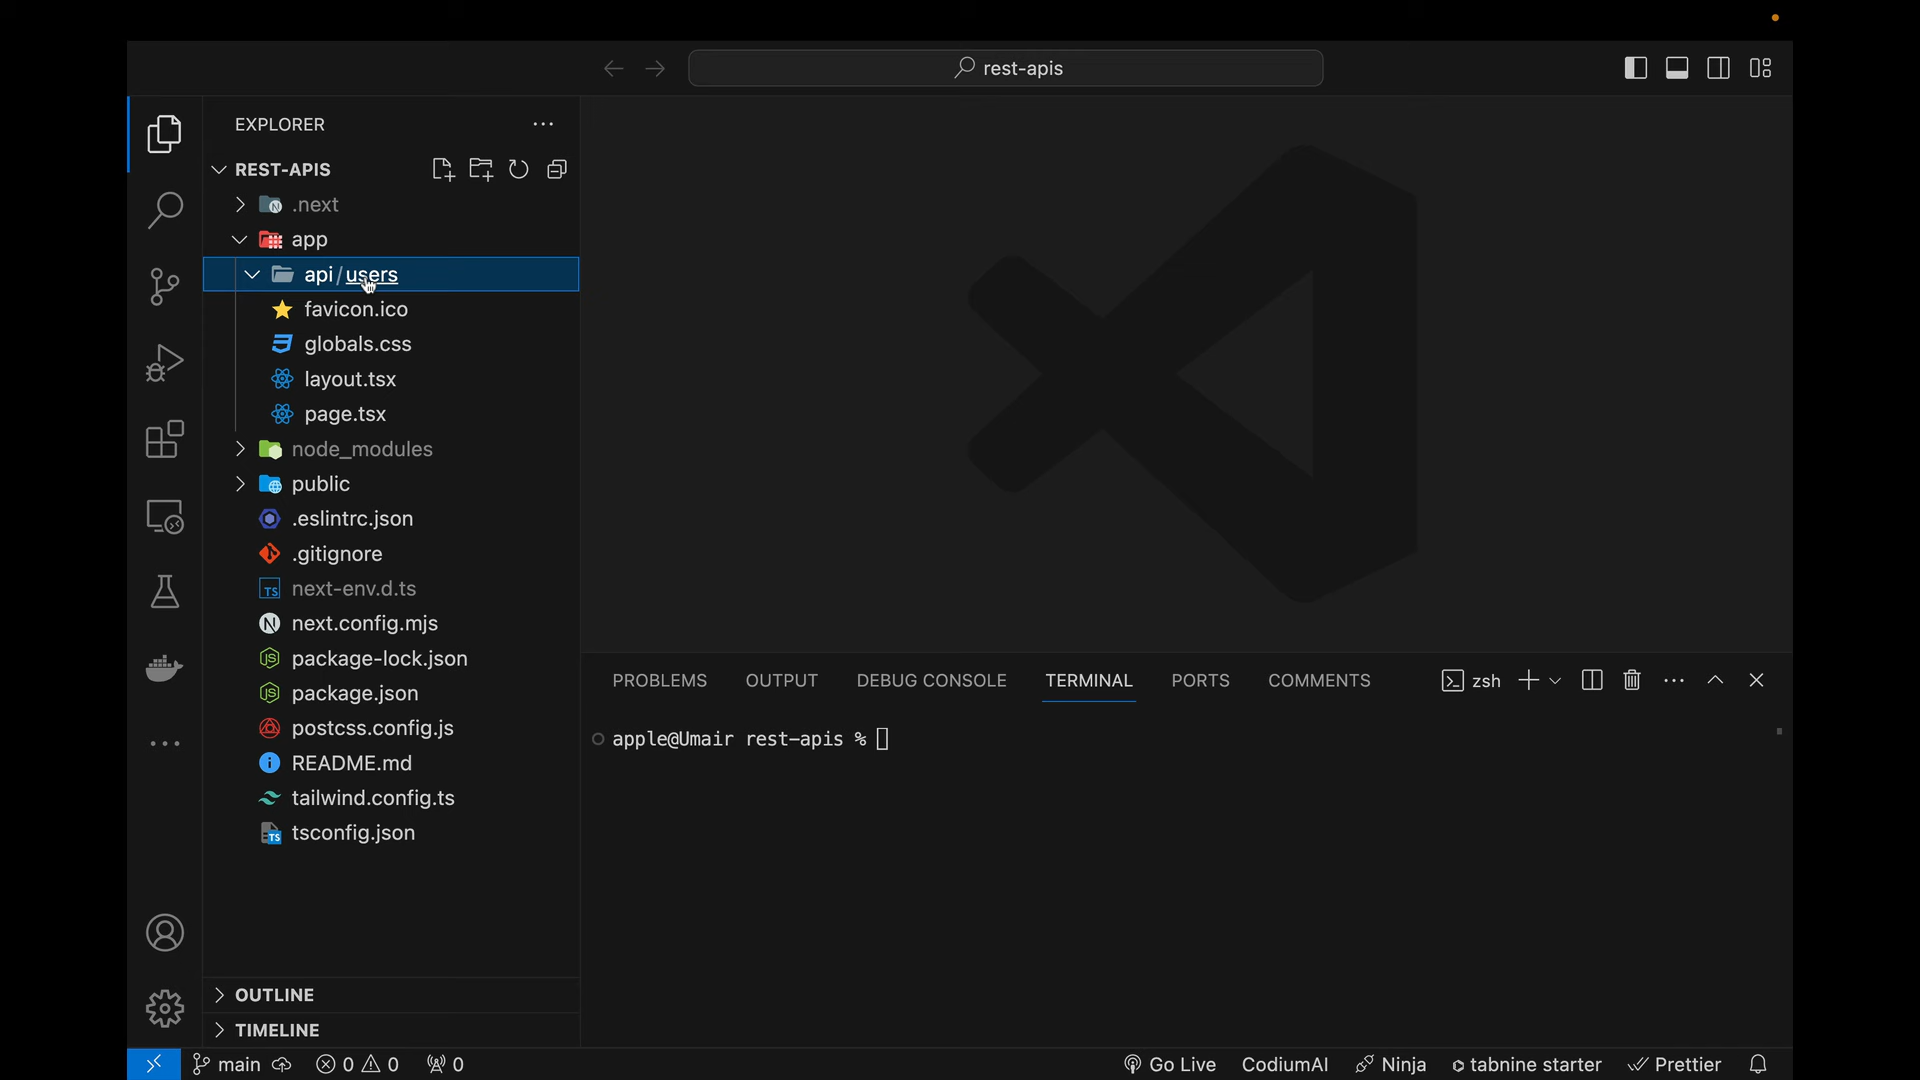 rest-apis
EXPLORER
REST-APIS
.next
app
api/users
favicon.ico
globals.css
layout.tsx
page.tsx
node_modules
public
.eslintrc.json
.gitignore
next-env.d.ts
next.config.mjs
package-lock.json
package.json
postcss.config.js
README.md
tailwind.config.ts
tsconfig.json
OUTLINE
TIMELINE
PROBLEMS OUTPUT DEBUG CONSOLE TERMINAL PORTS COMMENTS zsh
apple@Umair rest-apis %
main 0 0 0 Go Live CodiumAI Ninja tabnine starter Prettier